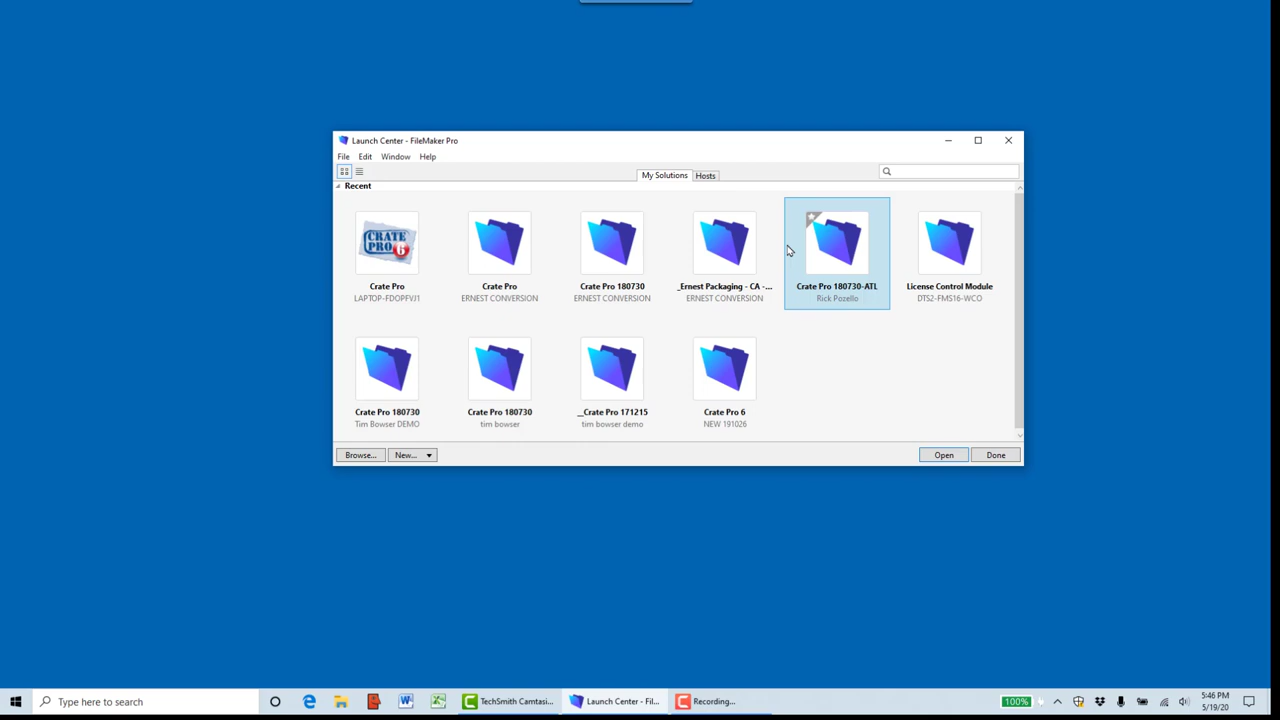 Launch Center - FileMaker Pro
File Edit Window Help
My Solutions Hosts
Recent
CRATE PRO 6
Crate Pro
LAPTOP-FDOPFVJ1
Crate Pro
ERNEST CONVERSION
Crate Pro 180730
ERNEST CONVERSION
_Ernest Packaging - CA -...
ERNEST CONVERSION
Crate Pro 180730-ATL
Rick Pozello
License Control Module
DTS2-FMS16-WCO
Crate Pro 180730
Tim Bowser DEMO
Crate Pro 180730
tim bowser
__Crate Pro 171215
tim bowser demo
Crate Pro 6
NEW 191026
Browse... New... Open Done
Type here to search
TechSmith Camtasi...
Launch Center - Fil...
Recording...
100%
5:46 PM
5/19/20